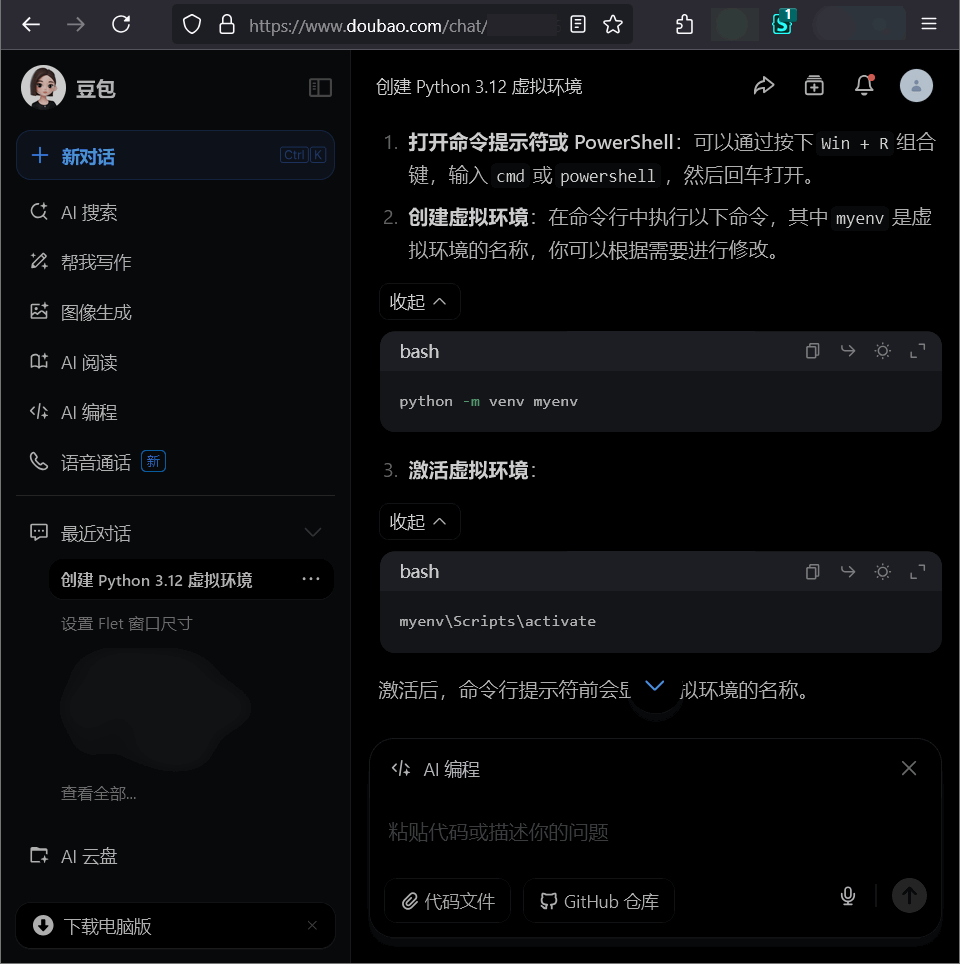 https://www.doubao.com/chat/
1
豆包
新对话
Ctrl K
AI 搜索
帮我写作
图像生成
AI 阅读
AI 编程
语音通话 新
最近对话
创建 Python 3.12 虚拟环境
设置 Flet 窗口尺寸
查看全部...
AI 云盘
下载电脑版
创建 Python 3.12 虚拟环境
1. 打开命令提示符或 PowerShell：可以通过按下 Win + R 组合
键，输入 cmd 或 powershell ，然后回车打开。
2. 创建虚拟环境：在命令行中执行以下命令，其中 myenv 是虚
拟环境的名称，你可以根据需要进行修改。
收起
bash
python -m venv myenv
3. 激活虚拟环境：
收起
bash
myenv\Scripts\activate
激活后，命令行提示符前会显 拟环境的名称。
AI 编程
粘贴代码或描述你的问题
代码文件
GitHub 仓库